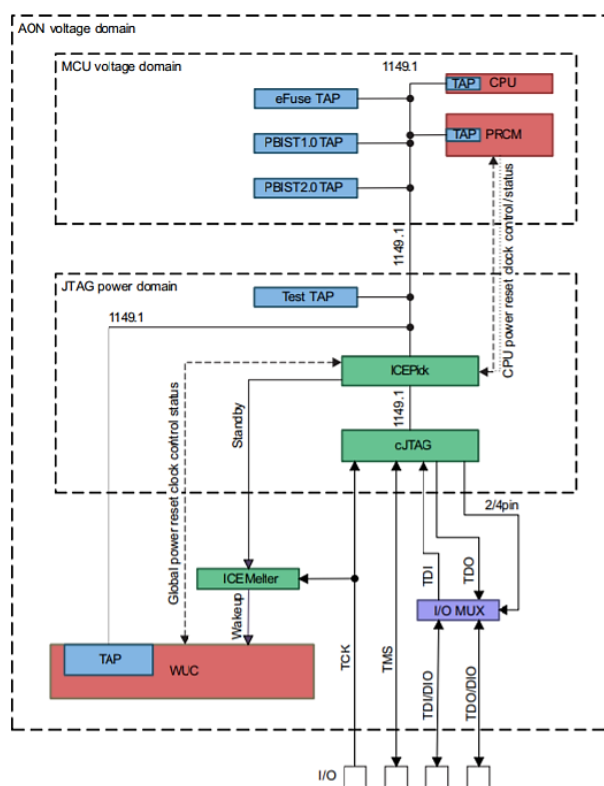 AON voltage domain
MCU voltage domain
1149.1
TAP
CPU
eFuse TAP
TAP
PRCM
PBIST1.0 TAP
PBIST2.0 TAP
CPU power reset clock control/status
1149.1
JTAG power domain
Test TAP
1149.1
ICEPick
Global power reset clock control status
Standby
1149.1
cJTAG
2/4pin
TDI
TDO
ICEMelter
I/O MUX
Wakeup
TAP
WUC
TCK
TMS
TDI/DIO
TDO/DIO
I/O